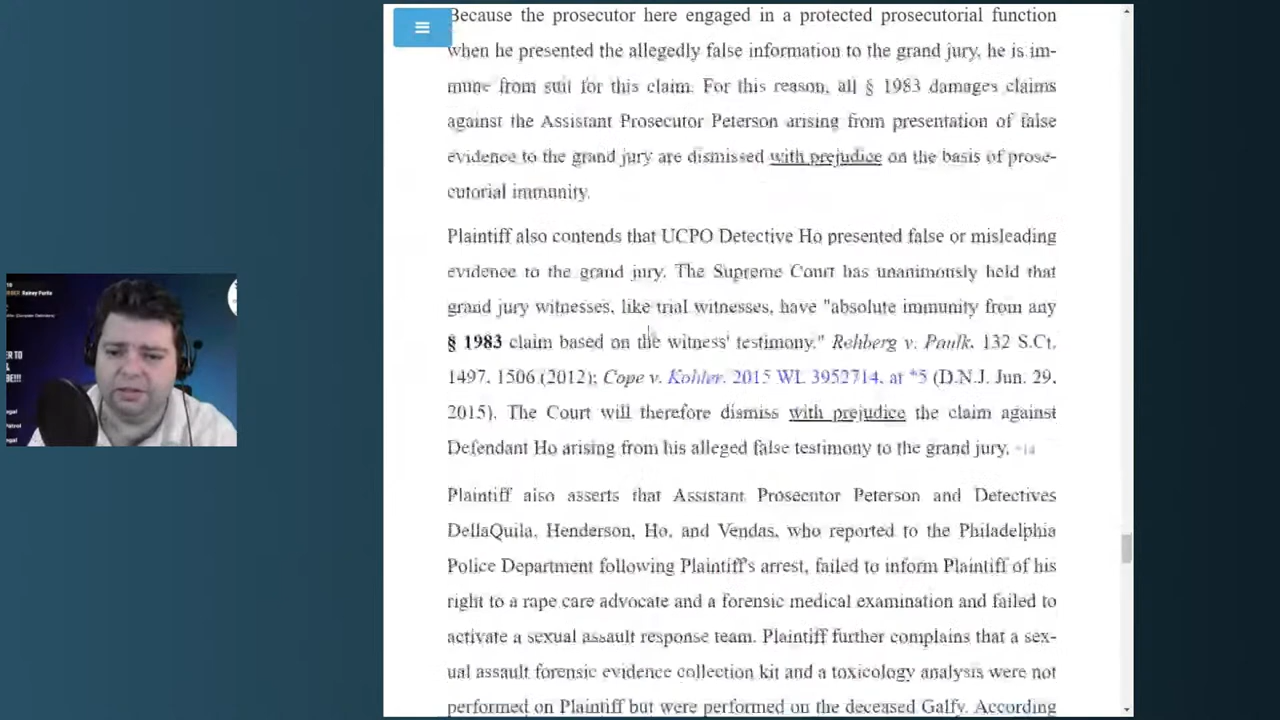 Because the prosecutor here engaged in a protected prosecutorial function
when he presented the allegedly false information to the grand jury, he is im-
mune from suit for this claim. For this reason, all § 1983 damages claims
against the Assistant Prosecutor Peterson arising from presentation of false
evidence to the grand jury are dismissed with prejudice on the basis of prose-
cutorial immunity.
Plaintiff also contends that UCPO Detective Ho presented false or misleading
evidence to the grand jury. The Supreme Court has unanimously held that
grand jury witnesses, like trial witnesses, have "absolute immunity from any
§ 1983 claim based on the witness' testimony." Rehberg v. Paulk, 132 S.Ct.
1497, 1506 (2012); Cope v. Kohler, 2015 WL 3952714, at *5 (D.N.J. Jun. 29,
2015). The Court will therefore dismiss with prejudice the claim against
Defendant Ho arising from his alleged false testimony to the grand jury. *14
Plaintiff also asserts that Assistant Prosecutor Peterson and Detectives
DellaQuila, Henderson, Ho, and Vendas, who reported to the Philadelphia
Police Department following Plaintiff's arrest, failed to inform Plaintiff of his
right to a rape care advocate and a forensic medical examination and failed to
activate a sexual assault response team. Plaintiff further complains that a sex-
ual assault forensic evidence collection kit and a toxicology analysis were not
performed on Plaintiff but were performed on the deceased Galfy. According